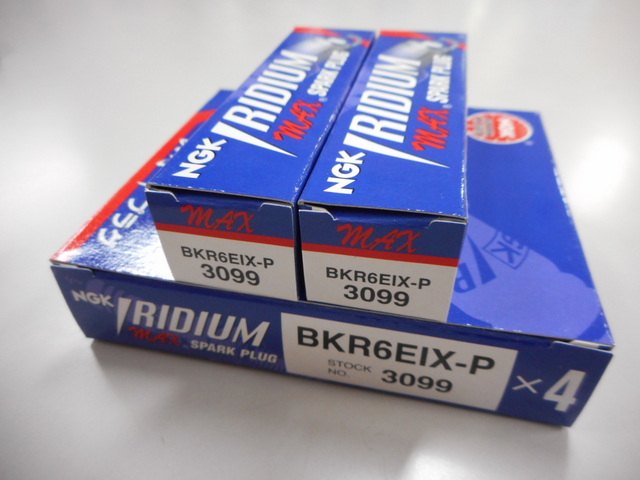 NGK IRIDIUM
MAX SPARK PLUG
NGK IRIDIUM
MAX SPARK PLUG
MAX
BKR6EIX-P
3099
MAX
BKR6EIX-P
3099
NGK
NGK IRIDIUM
MAX SPARK PLUG
BKR6EIX-P
STOCK NO. 3099
×4